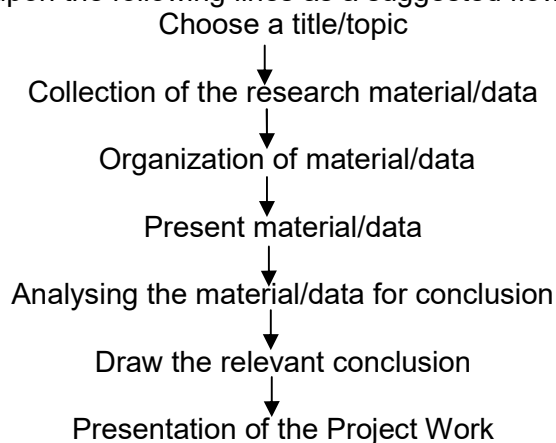 Choose a title/topic
Collection of the research material/data
Organization of material/data
Present material/data
Analysing the material/data for conclusion
Draw the relevant conclusion
Presentation of the Project Work